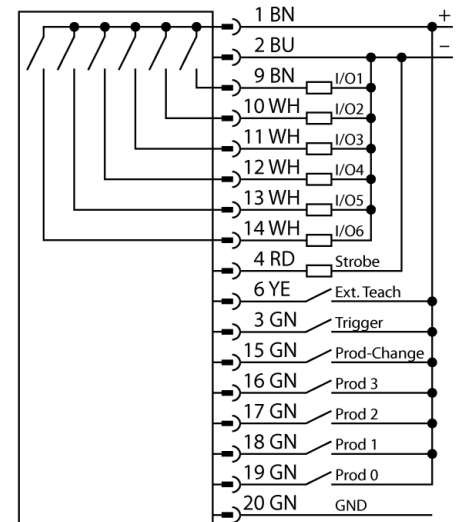 1 BN +
2 BU –
9 BN I/O1
10 WH I/O2
11 WH I/O3
12 WH I/O4
13 WH I/O5
14 WH I/O6
4 RD Strobe
6 YE Ext. Teach
3 GN Trigger
15 GN Prod-Change
16 GN Prod 3
17 GN Prod 2
18 GN Prod 1
19 GN Prod 0
20 GN GND